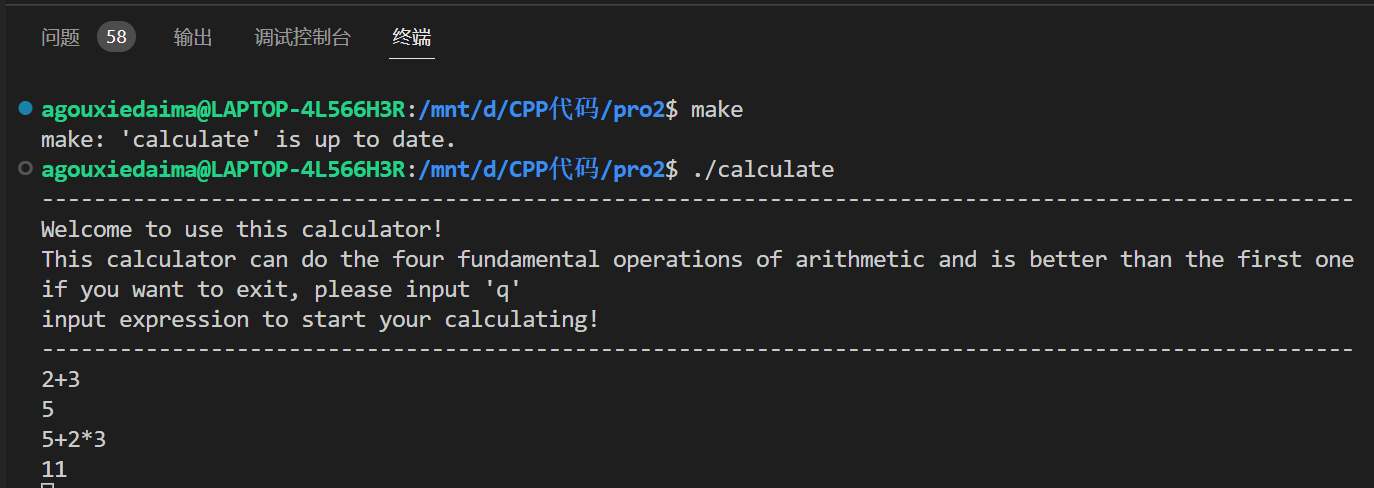 问题 58 输出 调试控制台 终端
agouxiedaima@LAPTOP-4L566H3R:/mnt/d/CPP代码/pro2$ make
make: 'calculate' is up to date.
agouxiedaima@LAPTOP-4L566H3R:/mnt/d/CPP代码/pro2$ ./calculate
-----------------------------------------------------------------------------------------------------
Welcome to use this calculator!
This calculator can do the four fundamental operations of arithmetic and is better than the first one
if you want to exit, please input 'q'
input expression to start your calculating!
-----------------------------------------------------------------------------------------------------
2+3
5
5+2*3
11